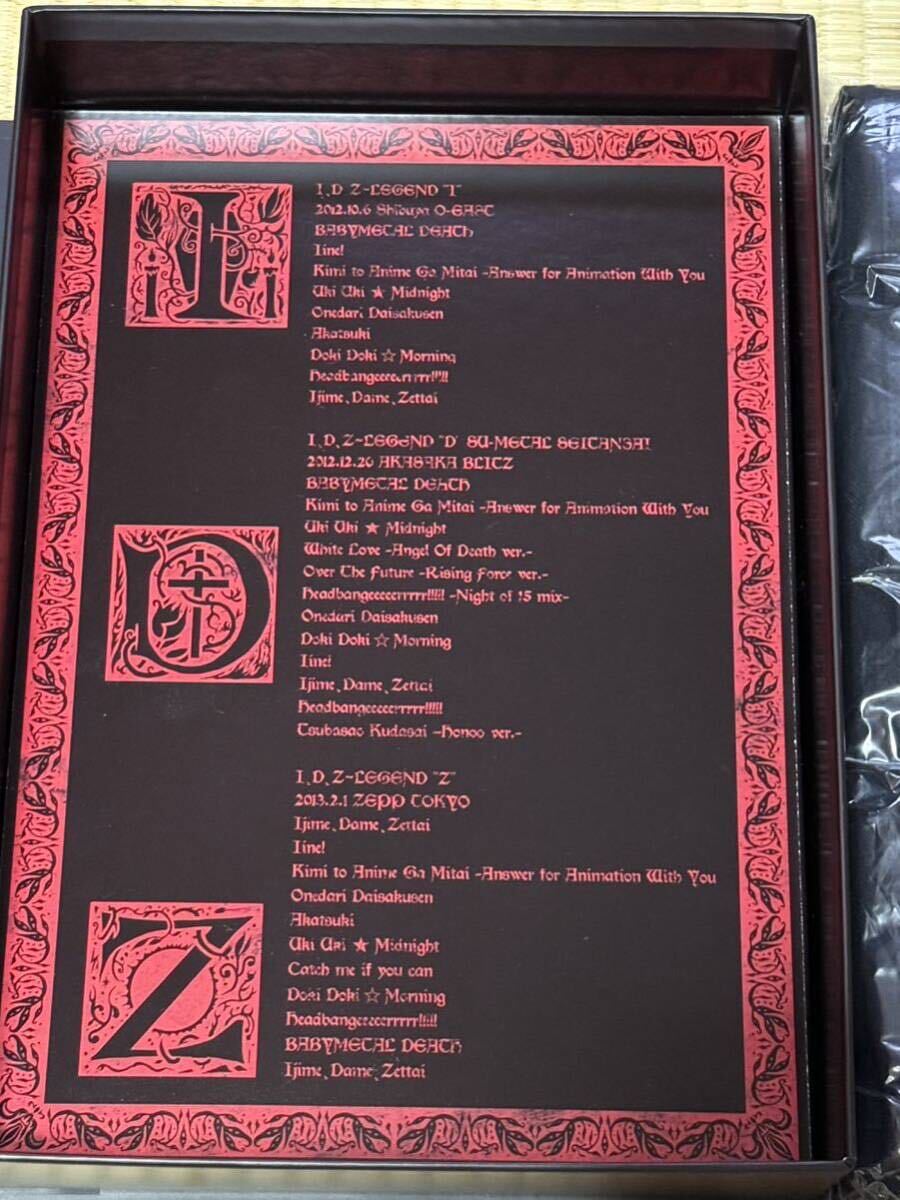 I
I、D、Z~LEGEND "I"
2012.10.6 Shibuya O-EAST
BABYMETAL DEATH
Iine!
Kimi to Anime Ga Mitai -Answer for Animation With You
Uki Uki ★ Midnight
Onedari Daisakusen
Akatsuki
Doki Doki ☆ Morning
Headbangeeeerrrrr!!!!!
Ijime、Dame、Zettai
D
I、D、Z~LEGEND "D" SU-METAL SEITANSAI
2012.12.20 AKASAKA BLITZ
BABYMETAL DEATH
Kimi to Anime Ga Mitai -Answer for Animation With You
Uki Uki ★ Midnight
White Love -Angel Of Death ver.-
Over The Future -Rising Force ver.-
Headbangeeeeerrrrr!!!!! -Night of 15 mix-
Onedari Daisakusen
Doki Doki ☆ Morning
Iine!
Ijime、Dame、Zettai
Headbangeeeeerrrrr!!!!!
Tsubasao Kudasai -Honoo ver.-
Z
I、D、Z~LEGEND "Z"
2013.2.1 ZEPP TOKYO
Ijime、Dame、Zettai
Iine!
Kimi to Anime Ga Mitai -Answer for Animation With You
Onedari Daisakusen
Akatsuki
Uki Uki ★ Midnight
Catch me if you can
Doki Doki ☆ Morning
Headbangeeeeerrrrr!!!!!
BABYMETAL DEATH
Ijime、Dame、Zettai